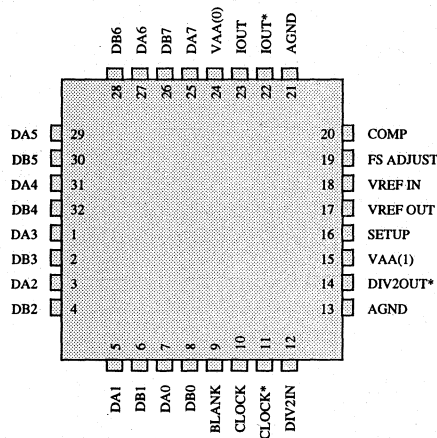 DB6 DA6 DB7 DA7 VAA(0) IOUT IOUT* AGND
28 27 26 25 24 23 22 21
DA5 29 20 COMP
DB5 30 19 FS ADJUST
DA4 31 18 VREF IN
DB4 32 17 VREF OUT
DA3 1 16 SETUP
DB3 2 15 VAA(1)
DA2 3 14 DIV2OUT*
DB2 4 13 AGND
5 6 7 8 9 10 11 12
DA1 DB1 DA0 DB0 BLANK CLOCK CLOCK* DIV2IN